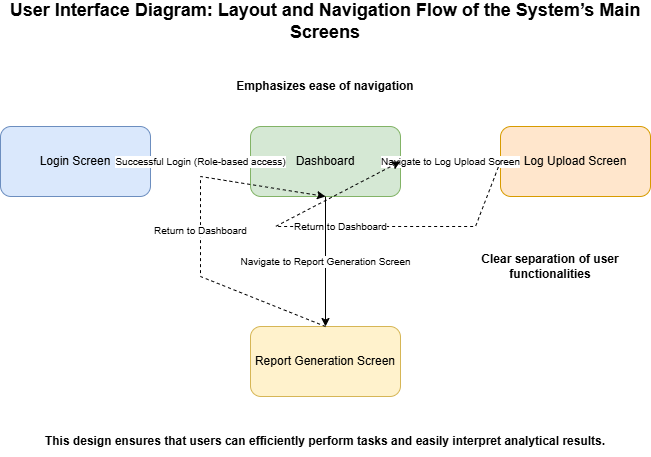 User Interface Diagram: Layout and Navigation Flow of the System's Main
Screens
Emphasizes ease of navigation
Login Screen
Successful Login (Role-based access)
Dashboard
Navigate to Log Upload Screen
Log Upload Screen
Return to Dashboard
Return to Dashboard
Navigate to Report Generation Screen
Clear separation of user
functionalities
Report Generation Screen
This design ensures that users can efficiently perform tasks and easily interpret analytical results.